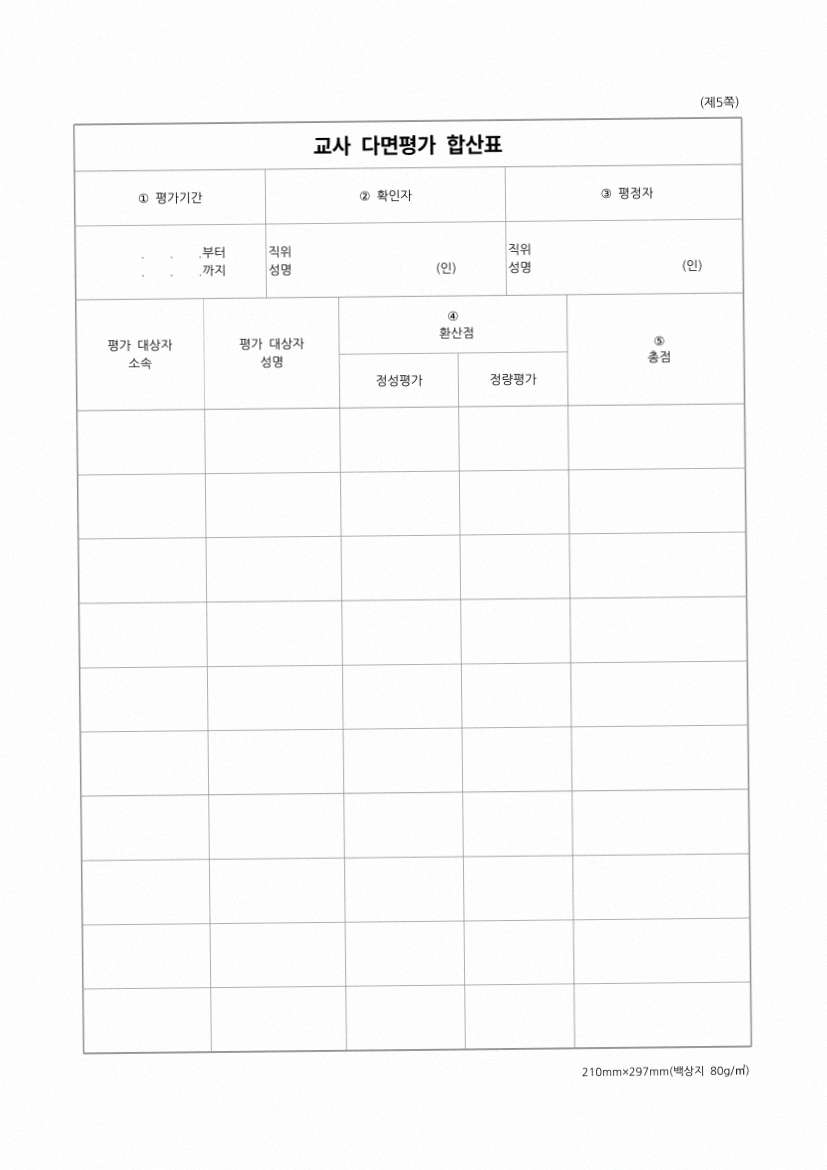 (제5쪽)
교사 다면평가 합산표
① 평가기간
② 확인자
③ 평정자
. . .부터
. . .까지
직위
성명 (인)
직위
성명 (인)
평가 대상자
소속
평가 대상자
성명
④
환산점
정성평가
정량평가
⑤
총점
210mm×297mm(백상지 80g/㎡)